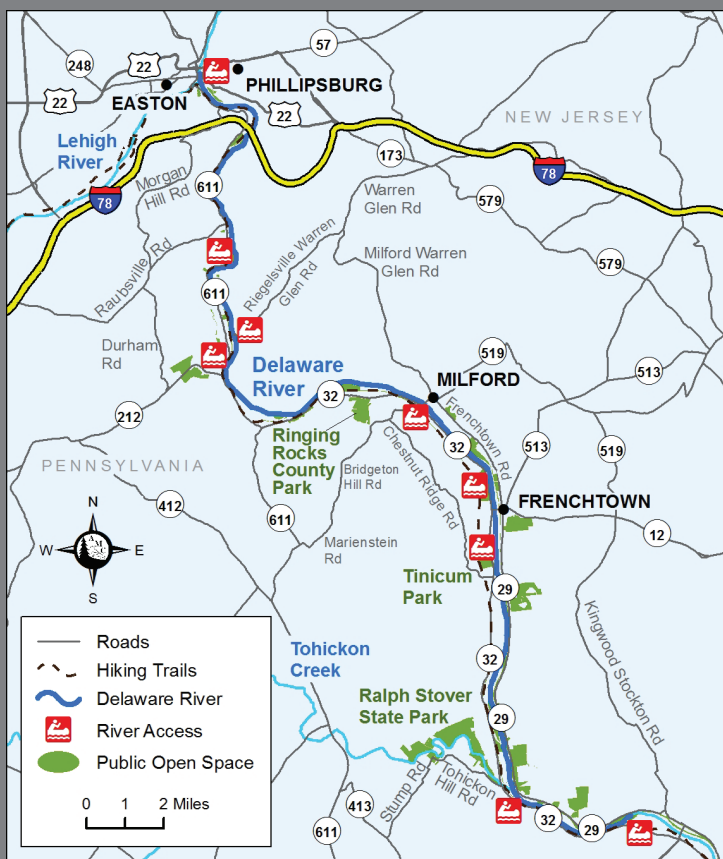 57
248
22
PHILLIPSBURG
22
EASTON
22
NEW JERSEY
Lehigh
River
173
78
Morgan
Hill Rd
611
78
Warren
Glen Rd
579
Raubsville Rd
Riegelsville Warren
Glen Rd
Milford Warren
Glen Rd
579
611
Durham
Rd
Delaware
River
519
513
MILFORD
32
212
Ringing
Rocks
County
Park
32
Frenchtown Rd
513
519
PENNSYLVANIA
Bridgeton
Hill Rd
Chestnut Ridge Rd
FRENCHTOWN
412
611
12
N
W
E
S
AMC
Marienstein
Rd
Tinicum
Park
29
Kingwood Stockton Rd
Roads
Hiking Trails
Delaware River
River Access
Public Open Space
0 1 2 Miles
Tohickon
Creek
32
Ralph Stover
State Park
29
Stump Rd
Tohickon
Hill Rd
413
611
32
29